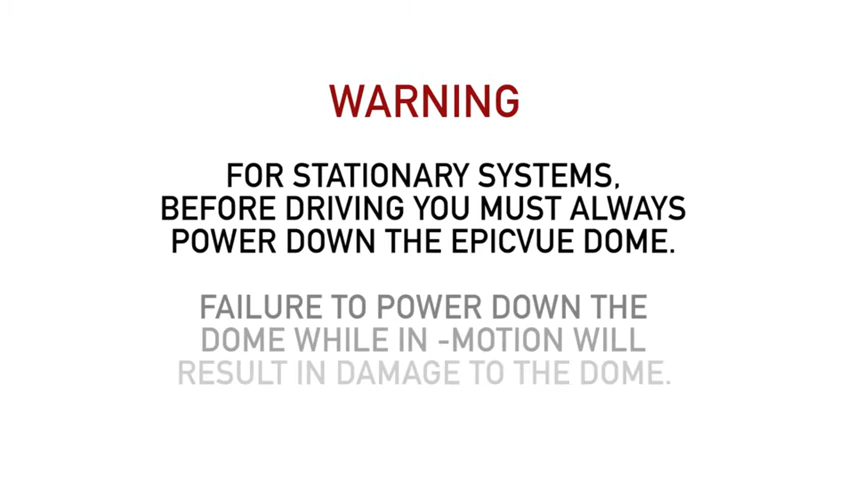 WARNING
FOR STATIONARY SYSTEMS,
BEFORE DRIVING YOU MUST ALWAYS
POWER DOWN THE EPICVUE DOME.
FAILURE TO POWER DOWN THE
DOME WHILE IN -MOTION WILL
RESULT IN DAMAGE TO THE DOME.